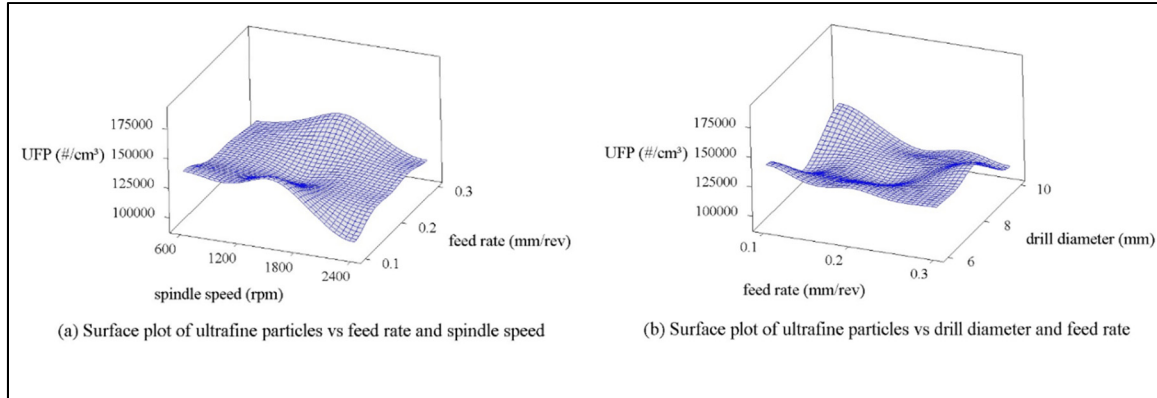 175000
150000
125000
100000
UFP (#/cm³)
600
1200
1800
2400
spindle speed (rpm)
0.1
0.2
0.3
feed rate (mm/rev)
(a) Surface plot of ultrafine particles vs feed rate and spindle speed
175000
150000
125000
100000
UFP (#/cm³)
0.1
0.2
0.3
feed rate (mm/rev)
6
8
10
drill diameter (mm)
(b) Surface plot of ultrafine particles vs drill diameter and feed rate